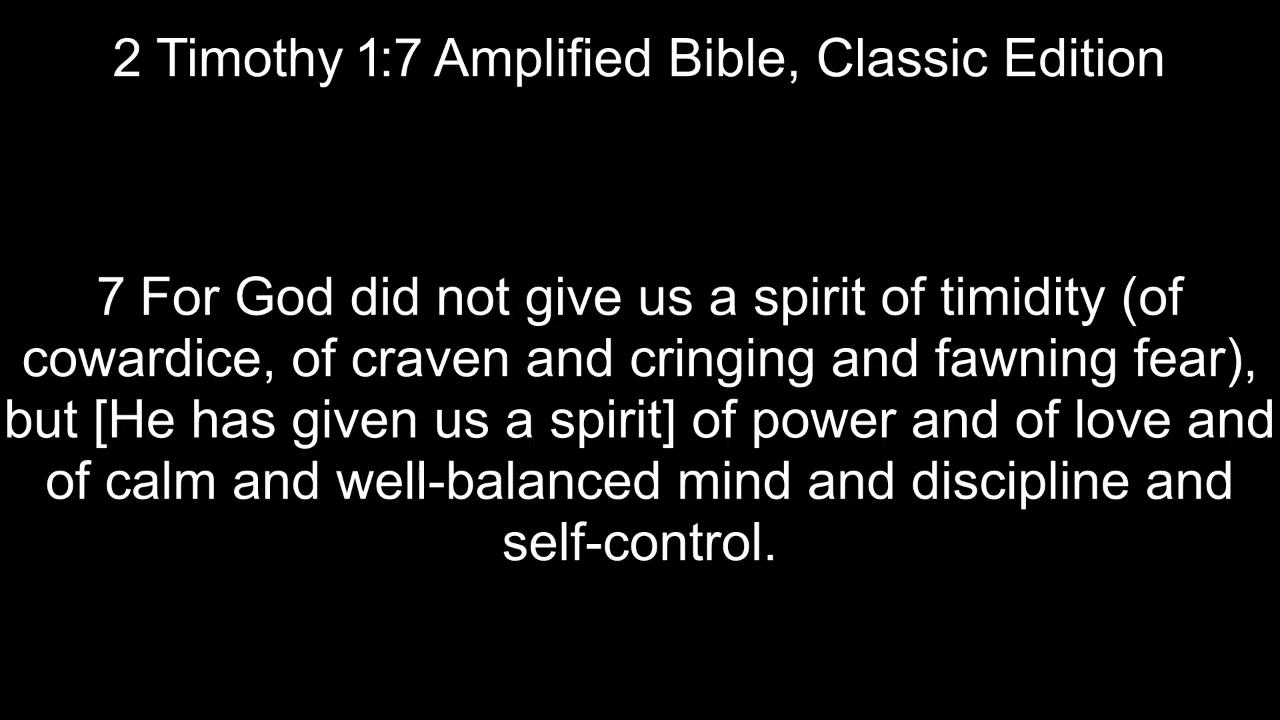 2 Timothy 1:7 Amplified Bible, Classic Edition
7 For God did not give us a spirit of timidity (of
cowardice, of craven and cringing and fawning fear),
but [He has given us a spirit] of power and of love and
of calm and well-balanced mind and discipline and
self-control.